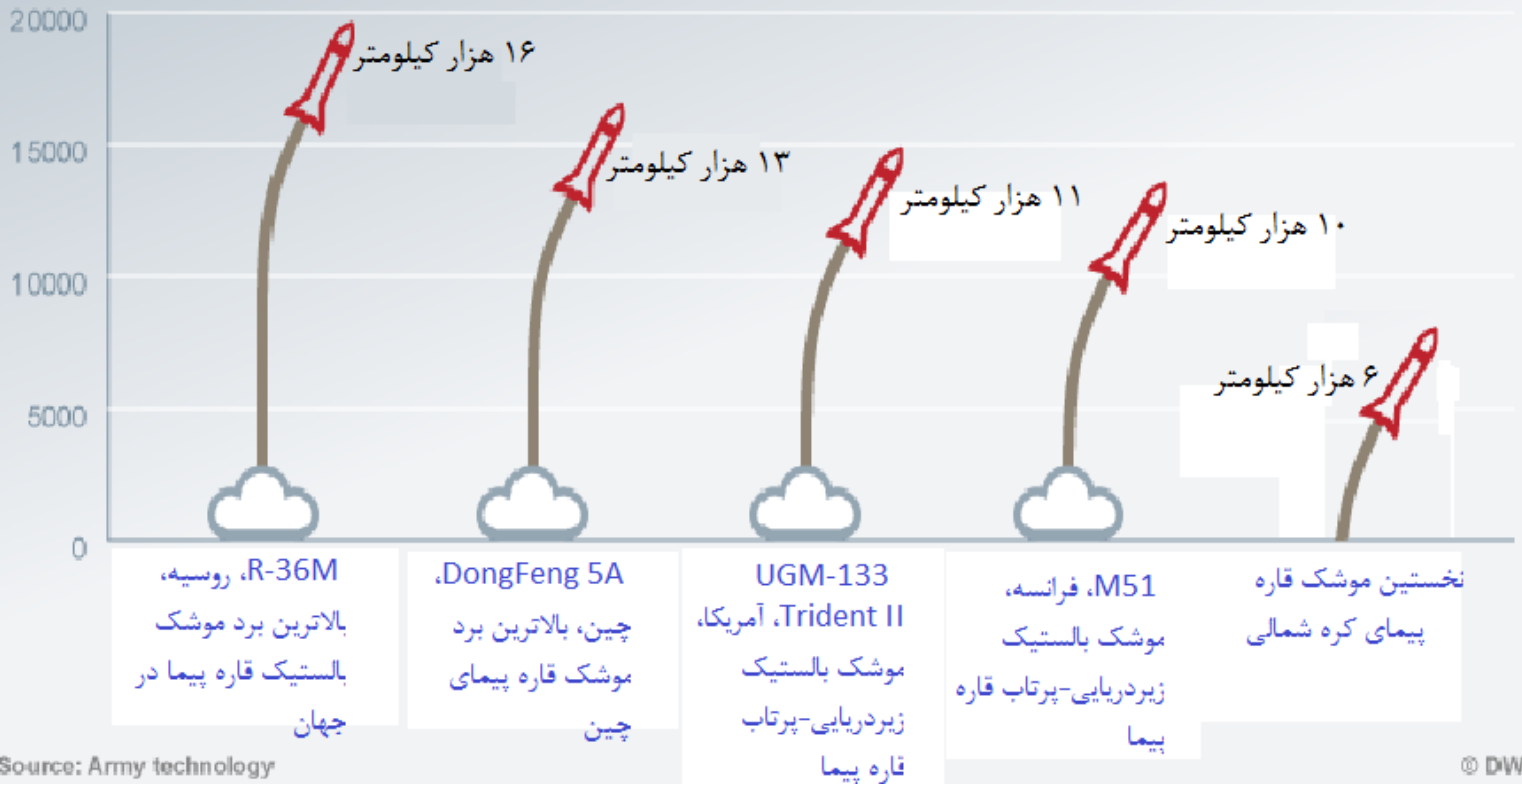 20000
15000
10000
5000
0
۱۶ هزار کیلومتر
۱۳ هزار کیلومتر
۱۱ هزار کیلومتر
۱۰ هزار کیلومتر
۶ هزار کیلومتر
R-36M، روسیه،
بالاترین برد موشک
بالستیک قاره پیما در
جهان
DongFeng 5A،
چین، بالاترین برد
موشک قاره پیمای
چین
UGM-133
Trident II، آمریکا،
موشک بالستیک
زیردریایی-پرتاب
قاره پیما
M51، فرانسه،
موشک بالستیک
زیردریایی-پرتاب قاره
پیما
نخستین موشک قاره
پیمای کره شمالی
Source: Army technology
© DW